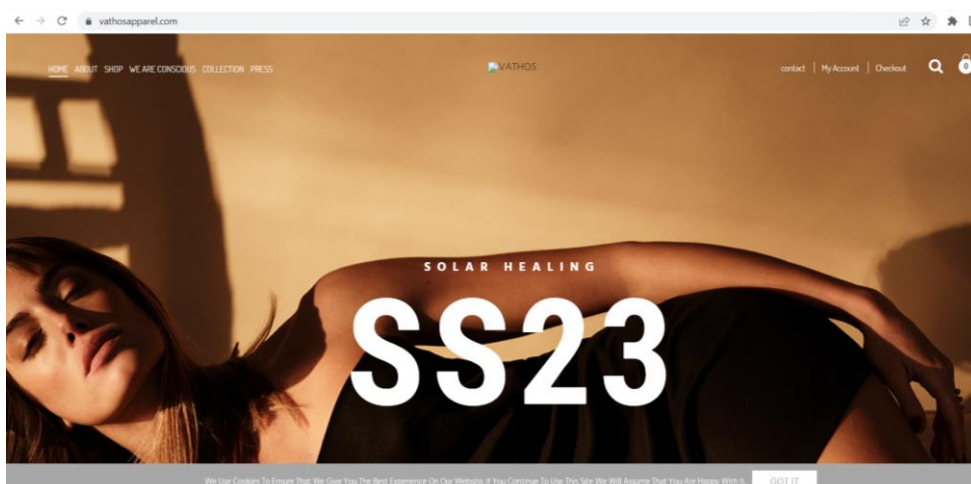 vathosapparel.com
HOME ABOUT SHOP WE ARE CONSCIOUS COLLECTION PRESS
VATHOS
contact | My Account | Checkout
0
SOLAR HEALING
SS23
We Use Cookies To Ensure That We Give You The Best Experience On Our Website. If You Continue To Use This Site We Will Assume That You Are Happy With It.
GOT IT